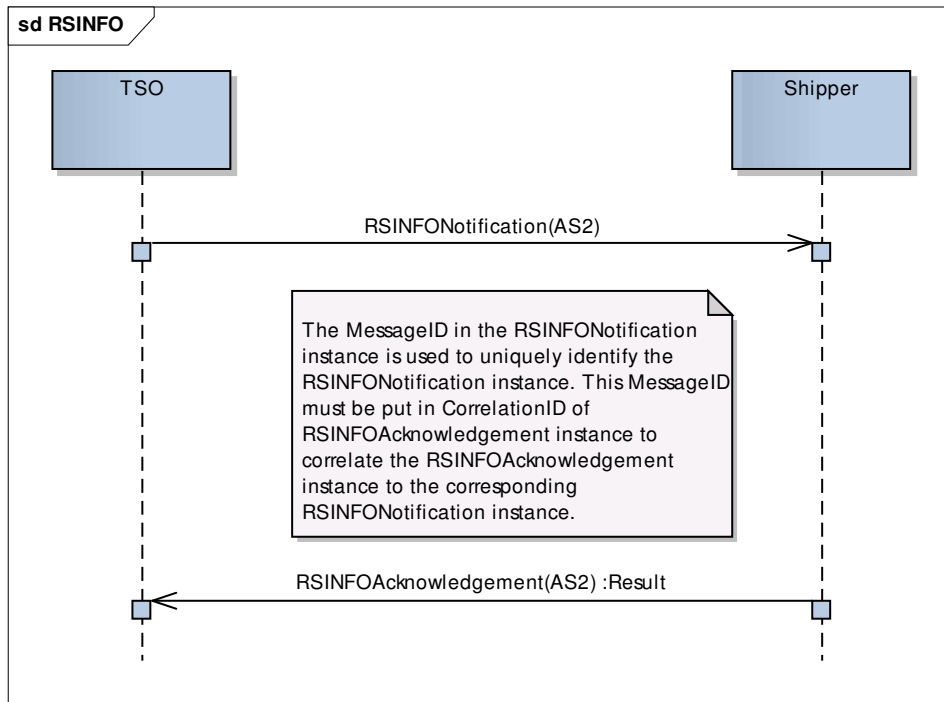 sd RSINFO
TSO
Shipper
RSINFONotification(AS2)
The MessageID in the RSINFONotification
instance is used to uniquely identify the
RSINFONotification instance. This MessageID
must be put in CorrelationID of
RSINFOAcknowledgement instance to
correlate the RSINFOAcknowledgement
instance to the corresponding
RSINFONotification instance.
RSINFOAcknowledgement(AS2) :Result